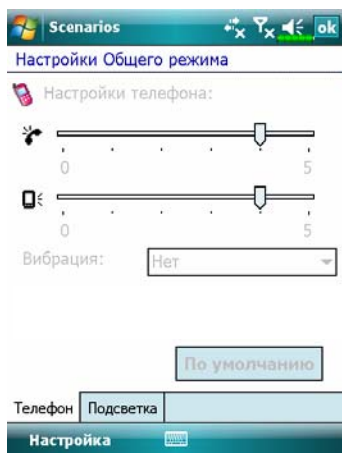 Scenarios ok
Настройки Общего режима
Настройки телефона:
0 5
0 5
Вибрация: Нет
По умолчанию
Телефон Подсветка
Настройка